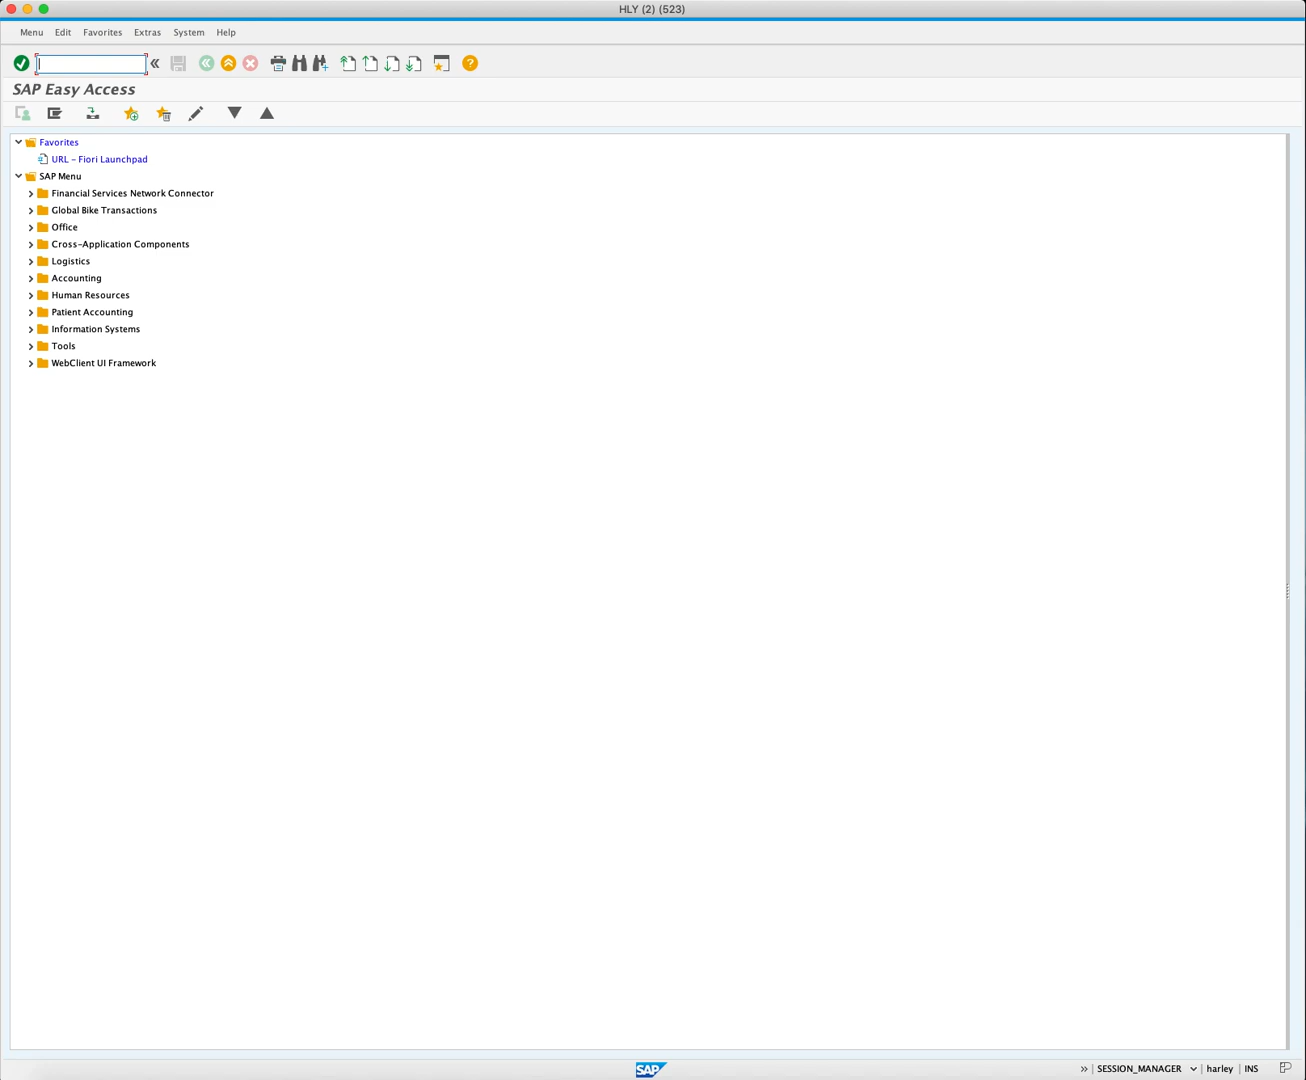 HLY (2) (523)
Menu Edit Favorites Extras System Help
SAP Easy Access
Favorites
URL - Fiori Launchpad
SAP Menu
Financial Services Network Connector
Global Bike Transactions
Office
Cross-Application Components
Logistics
Accounting
Human Resources
Patient Accounting
Information Systems
Tools
WebClient UI Framework
SAP SESSION_MANAGER harley INS